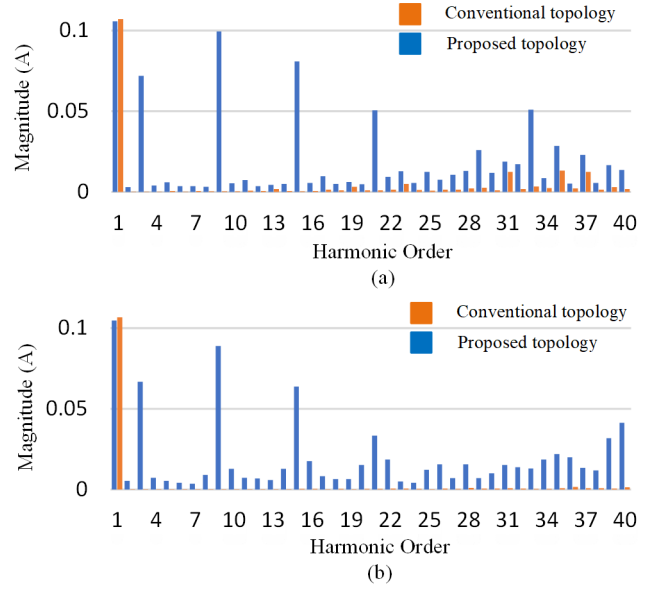 Conventional topology
Proposed topology
0.1
0.05
0
Magnitude (A)
1 4 7 10 13 16 19 22 25 28 31 34 37 40
Harmonic Order
(a)
Conventional topology
Proposed topology
0.1
0.05
0
Magnitude (A)
1 4 7 10 13 16 19 22 25 28 31 34 37 40
Harmonic Order
(b)